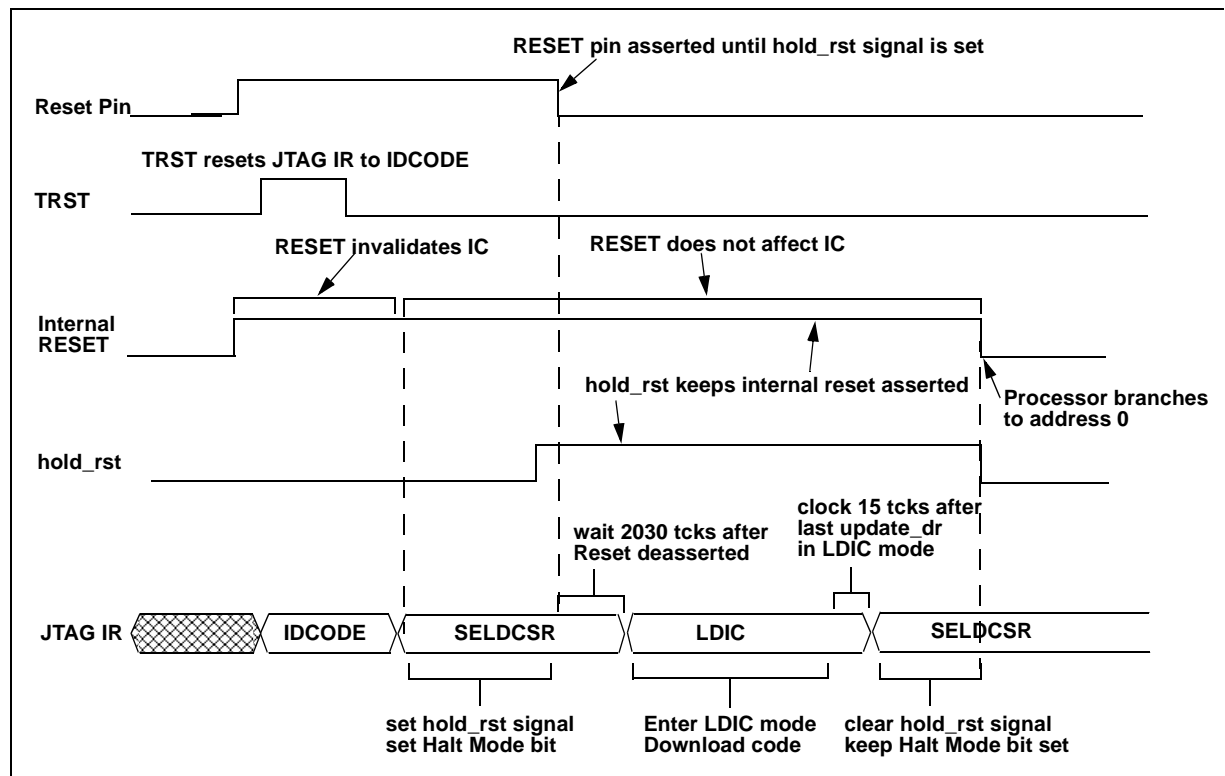 RESET pin asserted until hold_rst signal is set
Reset Pin
TRST resets JTAG IR to IDCODE
TRST
RESET invalidates IC
RESET does not affect IC
Internal
RESET
hold_rst keeps internal reset asserted
Processor branches
to address 0
hold_rst
wait 2030 tcks after
Reset deasserted
clock 15 tcks after
last update_dr
in LDIC mode
JTAG IR
IDCODE
SELDCSR
LDIC
SELDCSR
set hold_rst signal
set Halt Mode bit
Enter LDIC mode
Download code
clear hold_rst signal
keep Halt Mode bit set